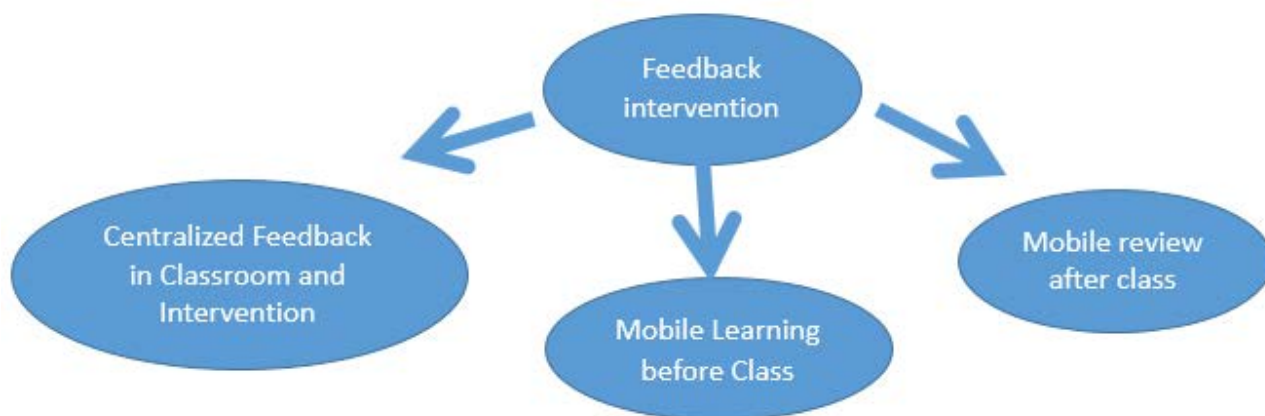 Feedback
intervention
Centralized Feedback
in Classroom and
Intervention
Mobile Learning
before Class
Mobile review
after class